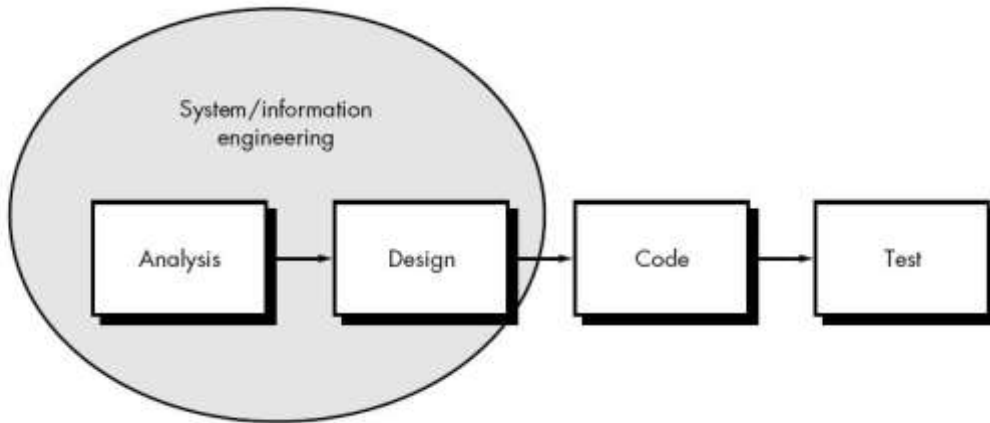 System/information
engineering
Analysis
Design
Code
Test